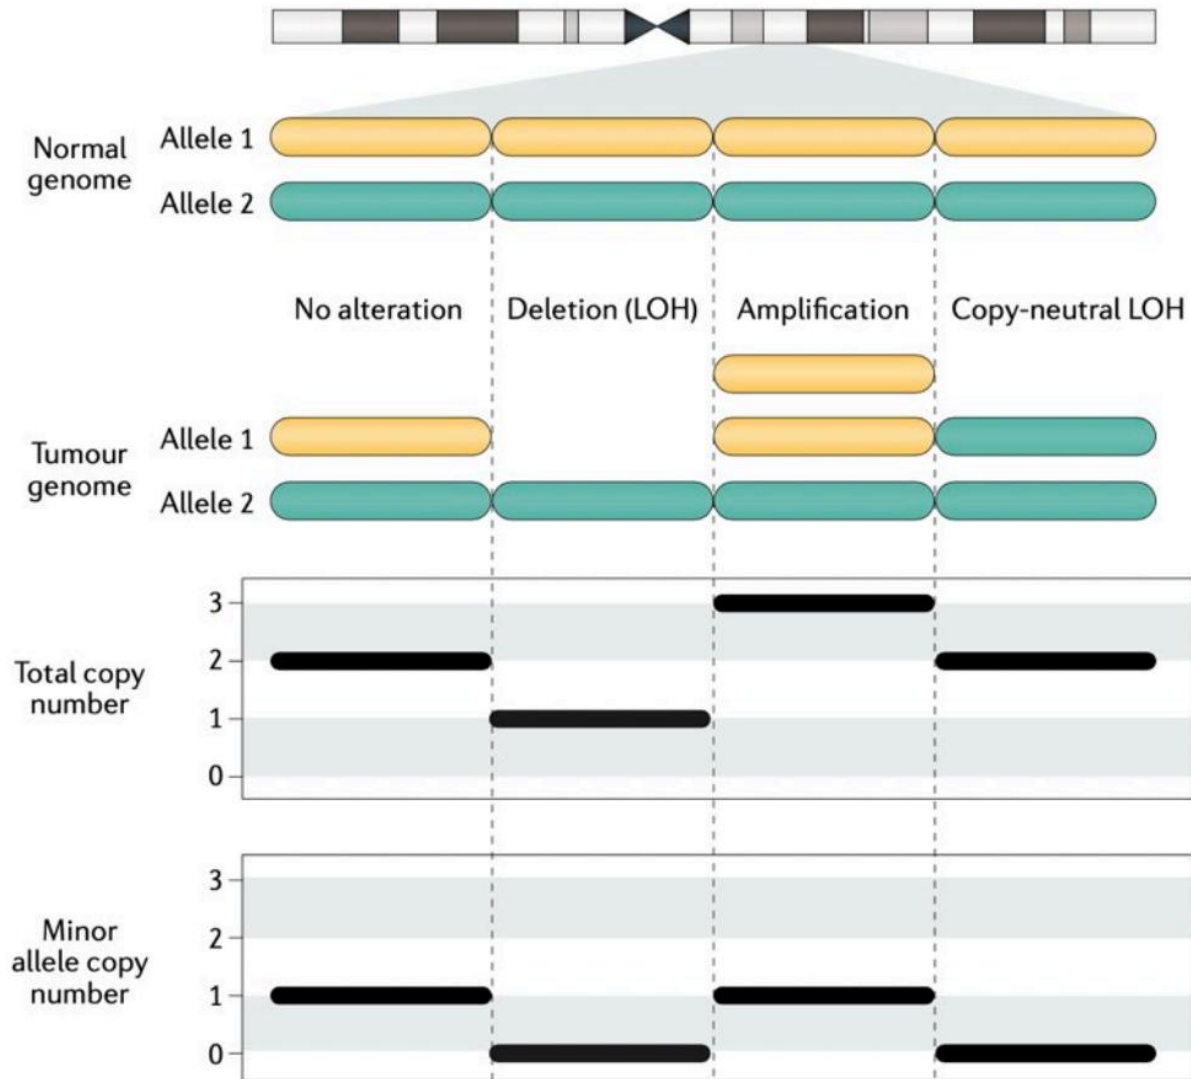 Normal
genome
Allele 1
Allele 2
No alteration
Deletion (LOH)
Amplification
Copy-neutral LOH
Tumour
genome
Allele 1
Allele 2
Total copy
number
3
2
1
0
Minor
allele copy
number
3
2
1
0